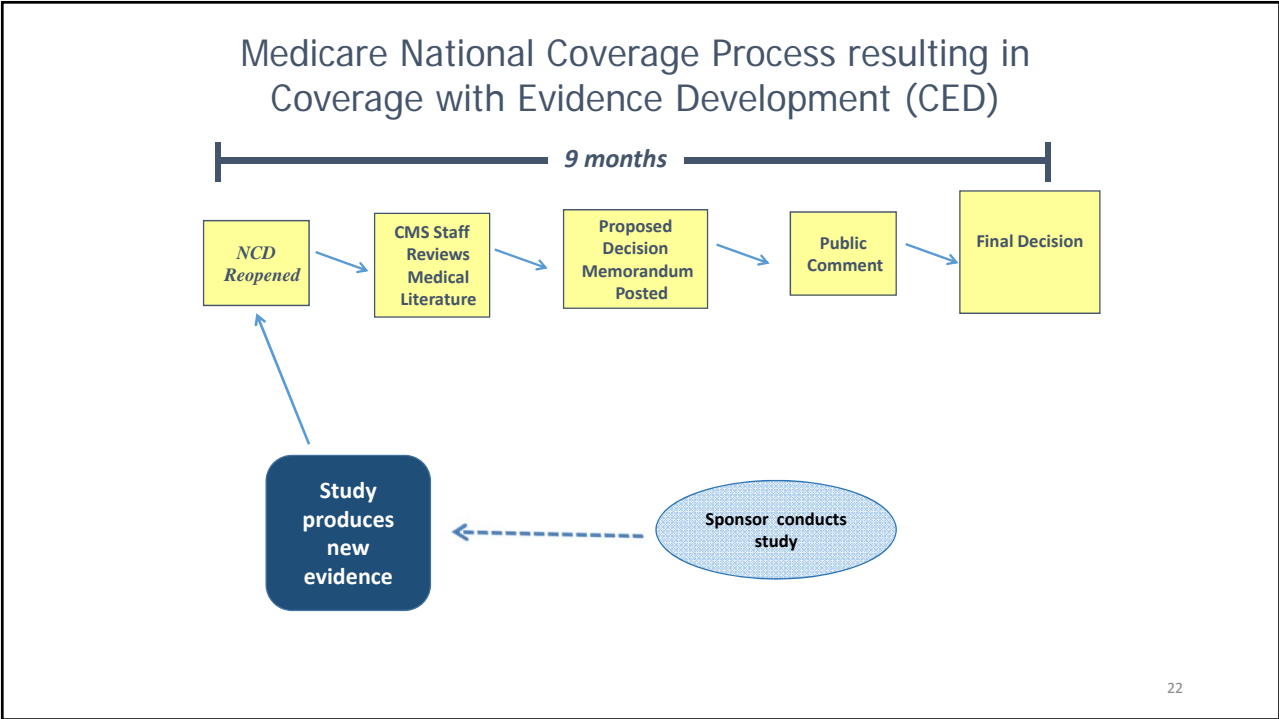 Medicare National Coverage Process resulting in
Coverage with Evidence Development (CED)
9 months
NCD
Reopened
CMS Staff
Reviews
Medical
Literature
Proposed
Decision
Memorandum
Posted
Public
Comment
Final Decision
Study
produces
new
evidence
Sponsor conducts
study
22